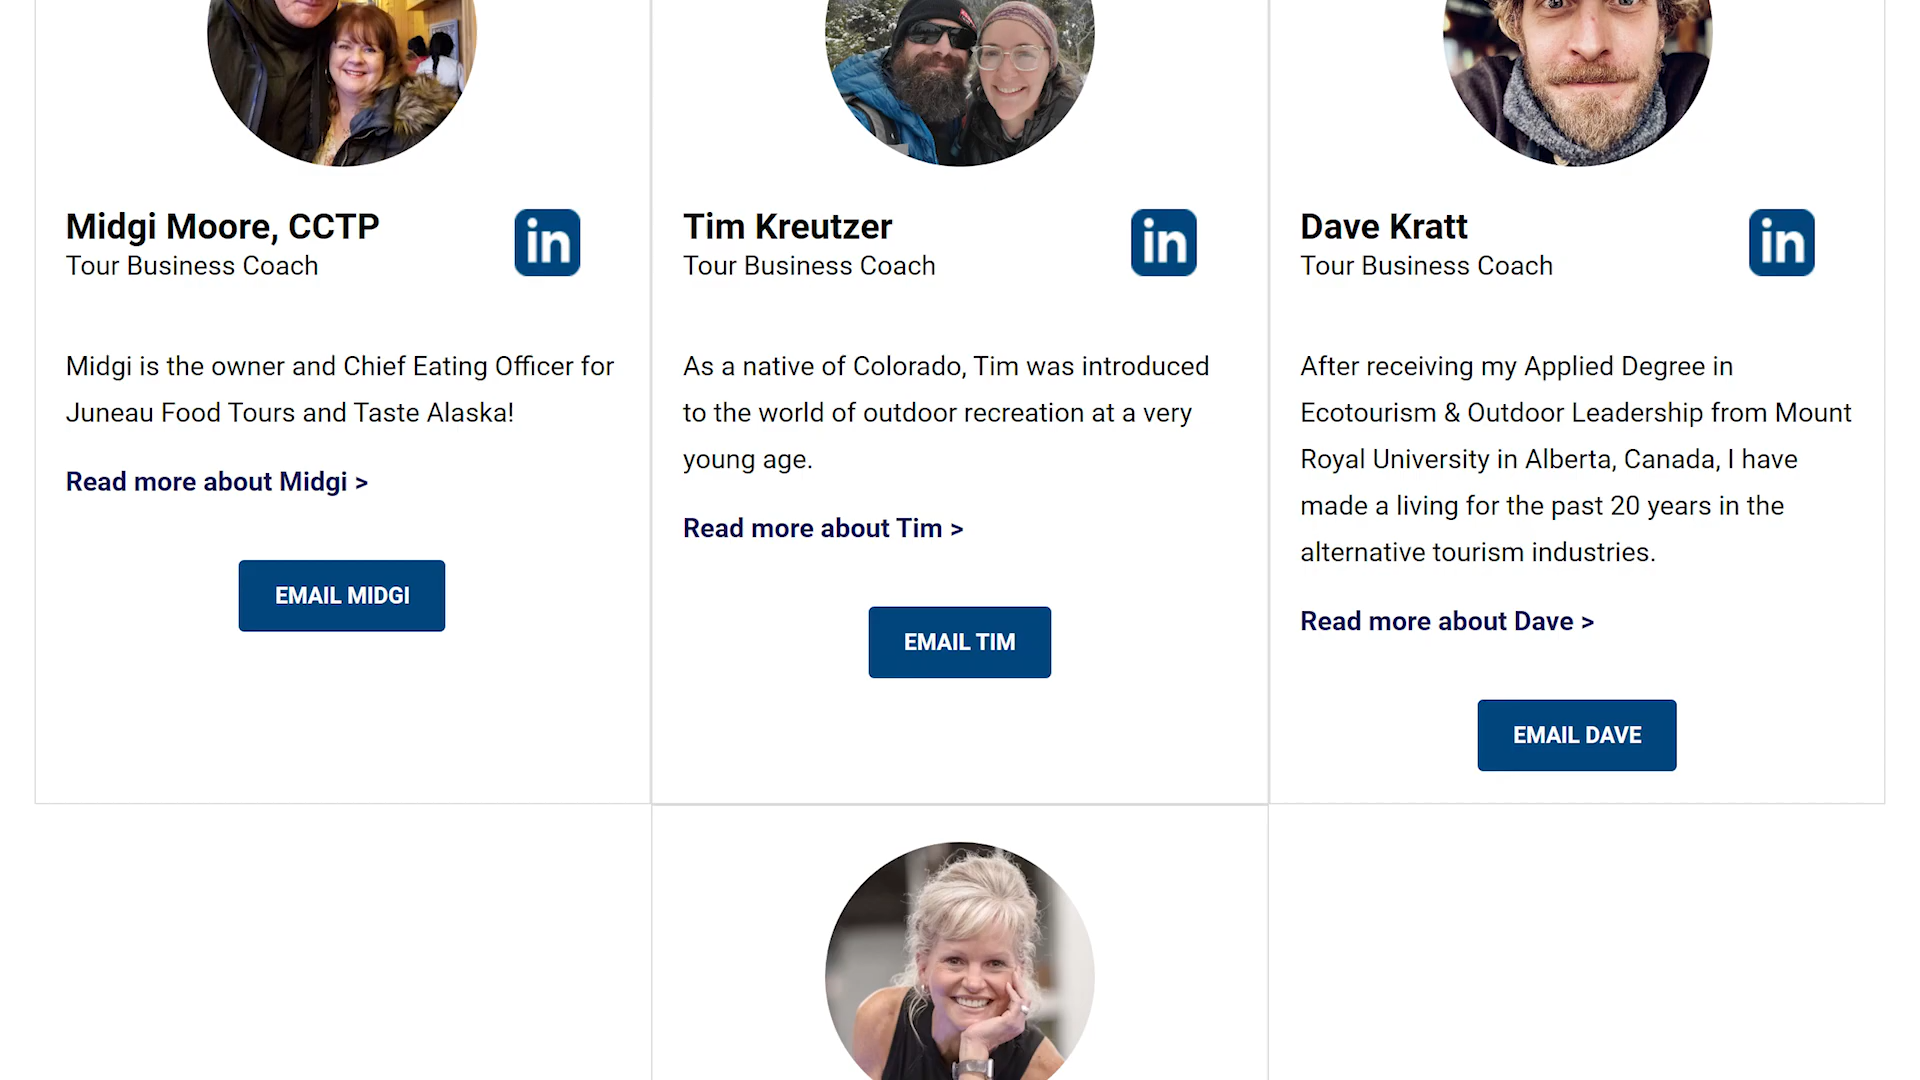 Midgi Moore, CCTP
in
Tour Business Coach
Midgi is the owner and Chief Eating Officer for
Juneau Food Tours and Taste Alaska!
Read more about Midgi >
EMAIL MIDGI
Tim Kreutzer
in
Tour Business Coach
As a native of Colorado, Tim was introduced
to the world of outdoor recreation at a very
young age.
Read more about Tim >
EMAIL TIM
Dave Kratt
in
Tour Business Coach
After receiving my Applied Degree in
Ecotourism & Outdoor Leadership from Mount
Royal University in Alberta, Canada, I have
made a living for the past 20 years in the
alternative tourism industries.
Read more about Dave >
EMAIL DAVE